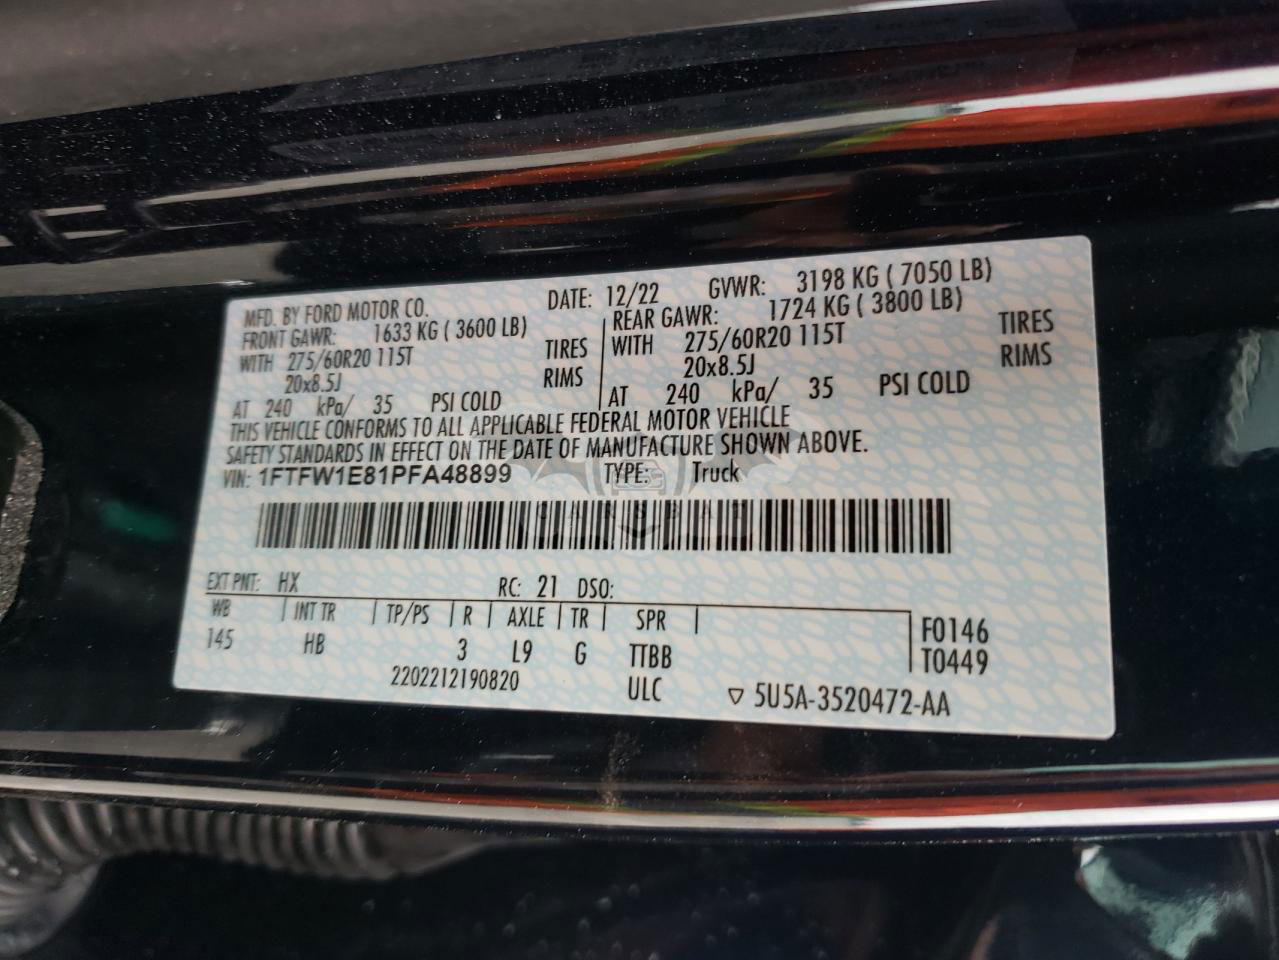 MFD. BY FORD MOTOR CO. DATE: 12/22 GVWR: 3198 KG ( 7050 LB)
FRONT GAWR: 1633 KG ( 3600 LB) REAR GAWR: 1724 KG ( 3800 LB)
WITH 275/60R20 115T TIRES WITH 275/60R20 115T TIRES
20x8.5J RIMS 20x8.5J RIMS
AT 240 kPa/ 35 PSI COLD AT 240 kPa/ 35 PSI COLD
THIS VEHICLE CONFORMS TO ALL APPLICABLE FEDERAL MOTOR VEHICLE
SAFETY STANDARDS IN EFFECT ON THE DATE OF MANUFACTURE SHOWN ABOVE.
VIN: 1FTFW1E81PFA48899 TYPE: Truck
CARSBAT
EXT PNT: HX RC: 21 DSO:
WB INT TR TP/PS R AXLE TR SPR F0146
145 HB 3 L9 G TTBB T0449
2202212190820 ULC ▽ 5U5A-3520472-AA